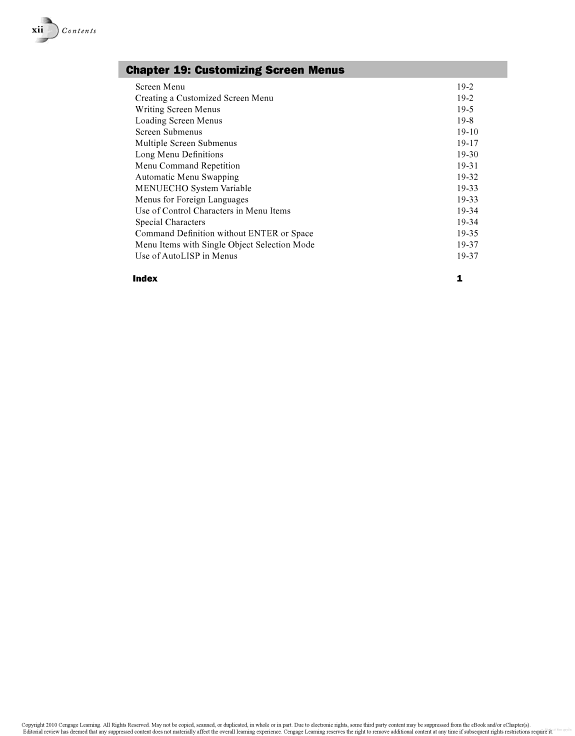 xii Contents
Chapter 19: Customizing Screen Menus
Screen Menu 19-2
Creating a Customized Screen Menu 19-2
Writing Screen Menus 19-5
Loading Screen Menus 19-8
Screen Submenus 19-10
Multiple Screen Submenus 19-17
Long Menu Definitions 19-30
Menu Command Repetition 19-31
Automatic Menu Swapping 19-32
MENUECHO System Variable 19-33
Menus for Foreign Languages 19-33
Use of Control Characters in Menu Items 19-34
Special Characters 19-34
Command Definition without ENTER or Space 19-35
Menu Items with Single Object Selection Mode 19-37
Use of AutoLISP in Menus 19-37
Index 1
Copyright 2010 Cengage Learning. All Rights Reserved. May not be copied, scanned, or duplicated, in whole or in part. Due to electronic rights, some third party content may be suppressed from the eBook and/or eChapter(s).
Editorial review has deemed that any suppressed content does not materially affect the overall learning experience. Cengage Learning reserves the right to remove additional content at any time if subsequent rights restrictions require it.